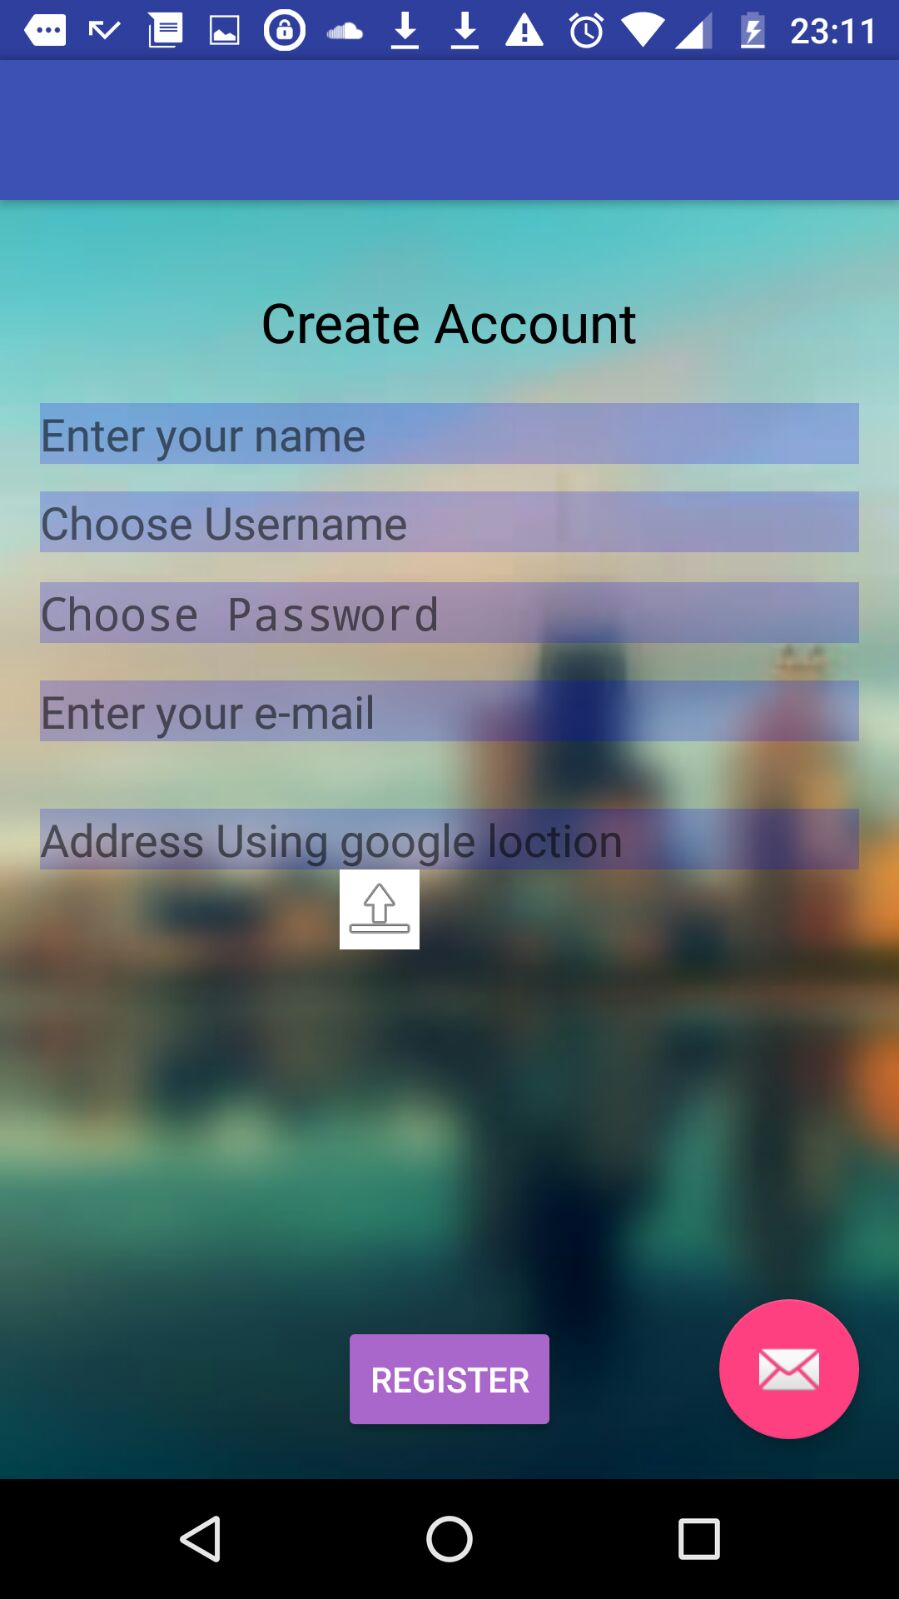 23:11
Create Account
Enter your name
Choose Username
Choose Password
Enter your e-mail
Address Using google loction
REGISTER